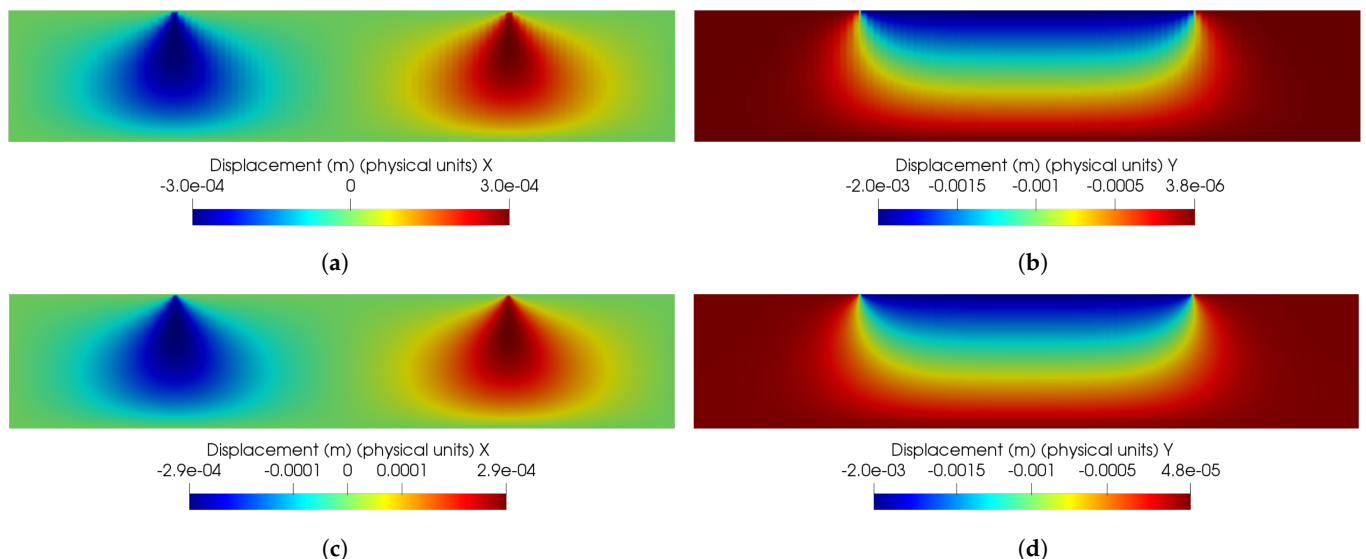 Displacement (m) (physical units) X
-3.0e-04 0 3.0e-04
(a)
Displacement (m) (physical units) Y
-2.0e-03 -0.0015 -0.001 -0.0005 3.8e-06
(b)
Displacement (m) (physical units) X
-2.9e-04 -0.0001 0 0.0001 2.9e-04
(c)
Displacement (m) (physical units) Y
-2.0e-03 -0.0015 -0.001 -0.0005 4.8e-05
(d)